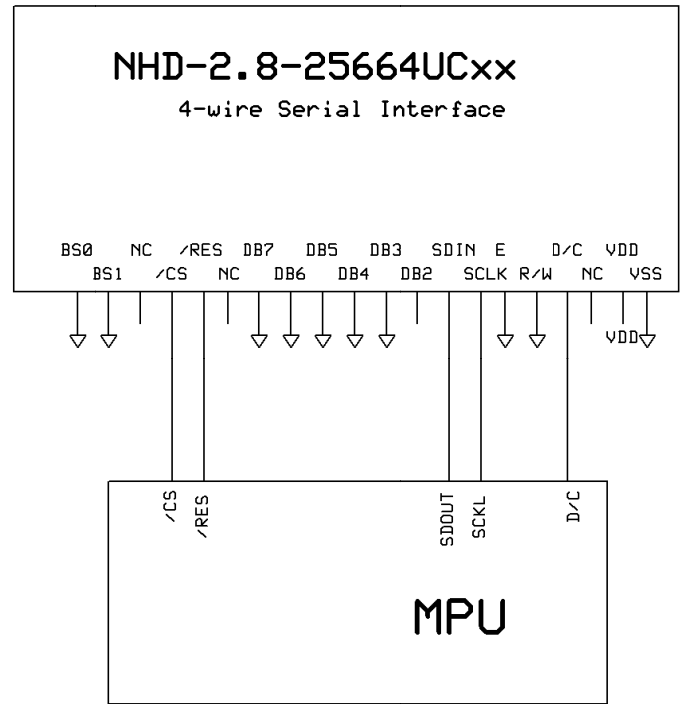 NHD-2.8-25664UCxx
4-wire Serial Interface
BS0 NC /RES DB7 DB5 DB3 SDIN E D/C VDD
BS1 /CS NC DB6 DB4 DB2 SCLK R/W NC VSS
VDD
/CS /RES SDOUT SCKL D/C
MPU